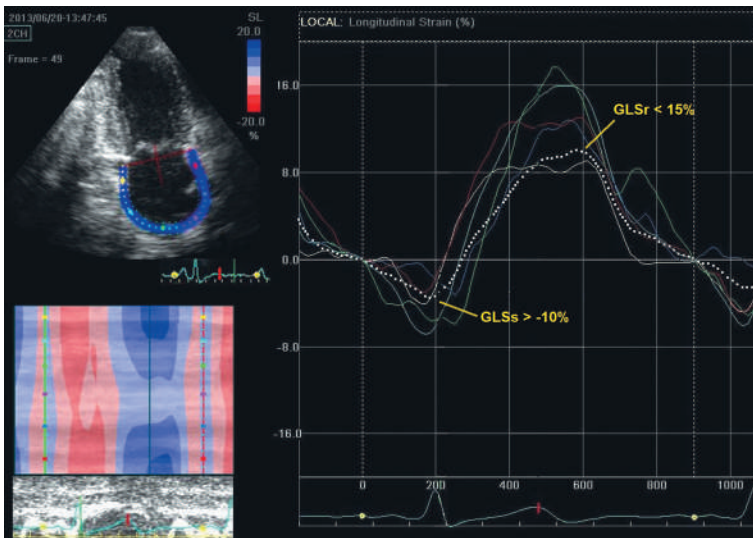 2013/06/20-13:47:45
2CH
Frame = 49
SL
20.0
-20.0
%
LOCAL: Longitudinal Strain (%)
16.0
8.0
0.0
-8.0
-16.0
GLSr < 15%
GLSs > -10%
0 200 400 600 800 1000